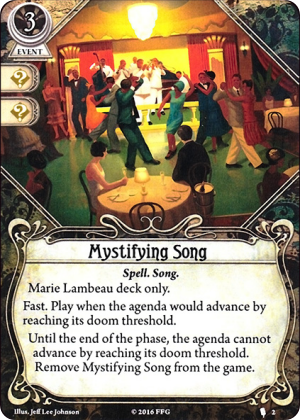 3
EVENT
Mystifying Song
Spell. Song.
Marie Lambeau deck only.
Fast. Play when the agenda would advance by
reaching its doom threshold.
Until the end of the phase, the agenda cannot
advance by reaching its doom threshold.
Remove Mystifying Song from the game.
Illus. Jeff Lee Johnson
© 2016 FFG
2